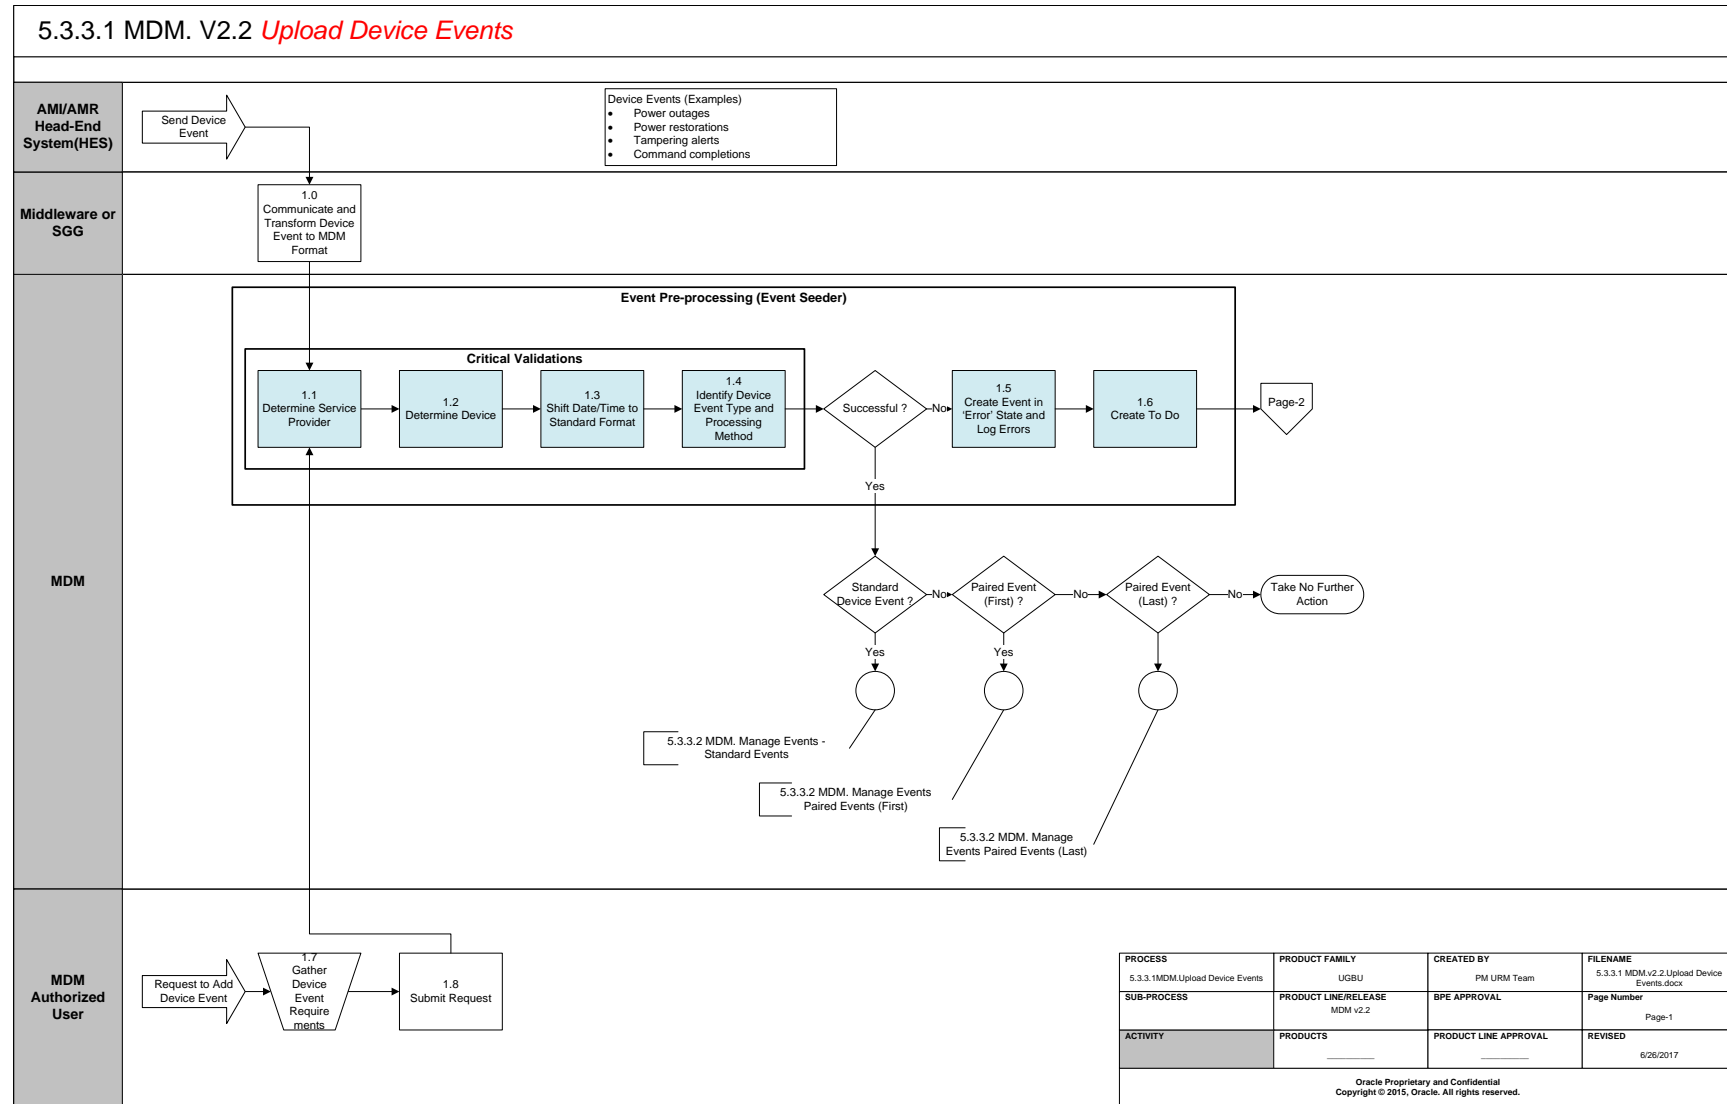 5.3.3.1 MDM. V2.2 Upload Device Events
AMI/AMR
Head-End
System(HES)
Send Device
Event
Device Events (Examples)
• Power outages
• Power restorations
• Tampering alerts
• Command completions
Middleware or
SGG
1.0
Communicate and
Transform Device
Event to MDM
Format
MDM
Event Pre-processing (Event Seeder)
Critical Validations
1.1
Determine Service
Provider
1.2
Determine Device
1.3
Shift Date/Time to
Standard Format
1.4
Identify Device
Event Type and
Processing
Method
Successful ?
No
1.5
Create Event in
'Error' State and
Log Errors
1.6
Create To Do
Page-2
Yes
Standard
Device Event ?
No
Paired Event
(First) ?
No
Paired Event
(Last) ?
No
Take No Further
Action
Yes
Yes
5.3.3.2 MDM. Manage Events -
Standard Events
5.3.3.2 MDM. Manage Events
Paired Events (First)
5.3.3.2 MDM. Manage
Events Paired Events (Last)
MDM
Authorized
User
Request to Add
Device Event
1.7
Gather
Device
Event
Require
ments
1.8
Submit Request
PROCESS
5.3.3.1MDM.Upload Device Events
PRODUCT FAMILY
UGBU
CREATED BY
PM URM Team
FILENAME
5.3.3.1 MDM.v2.2.Upload Device
Events.docx
SUB-PROCESS
PRODUCT LINE/RELEASE
MDM v2.2
BPE APPROVAL
Page Number
Page-1
ACTIVITY
PRODUCTS
PRODUCT LINE APPROVAL
REVISED
6/26/2017
Oracle Proprietary and Confidential
Copyright © 2015, Oracle. All rights reserved.